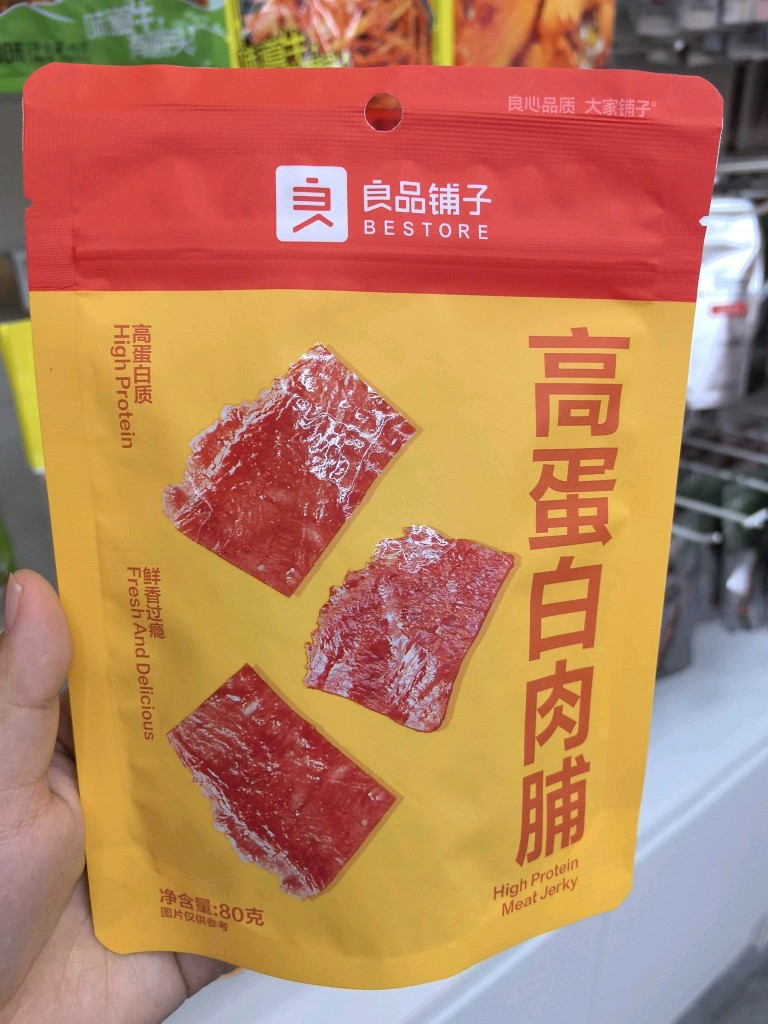 良心品质 大家铺子
良品铺子
BESTORE
高蛋白质
High Protein
鲜香过瘾
Fresh And Delicious
高蛋白肉脯
High Protein
Meat Jerky
净含量:80克
图片仅供参考